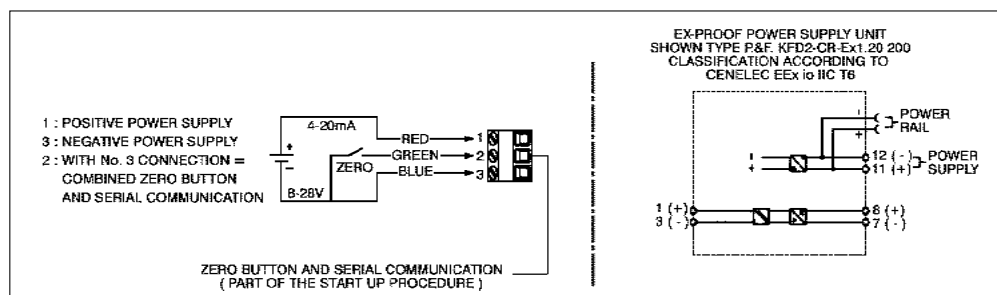 1 : POSITIVE POWER SUPPLY
3 : NEGATIVE POWER SUPPLY
2 : WITH No. 3 CONNECTION =
COMBINED ZERO BUTTON
AND SERIAL COMMUNICATION
4-20mA
+
-
8-28V
ZERO
RED
GREEN
BLUE
1
2
3
ZERO BUTTON AND SERIAL COMMUNICATION
( PART OF THE START UP PROCEDURE )
EX-PROOF POWER SUPPLY UNIT
SHOWN TYPE P.&F. KFD2-CR-Ex1.20 200
CLASSIFICATION ACCORDING TO
CENELEC EEx io IIC T6
-
+
POWER
RAIL
12 (-)
11 (+)
POWER
SUPPLY
1 (+)
3 (-)
8 (+)
7 (-)